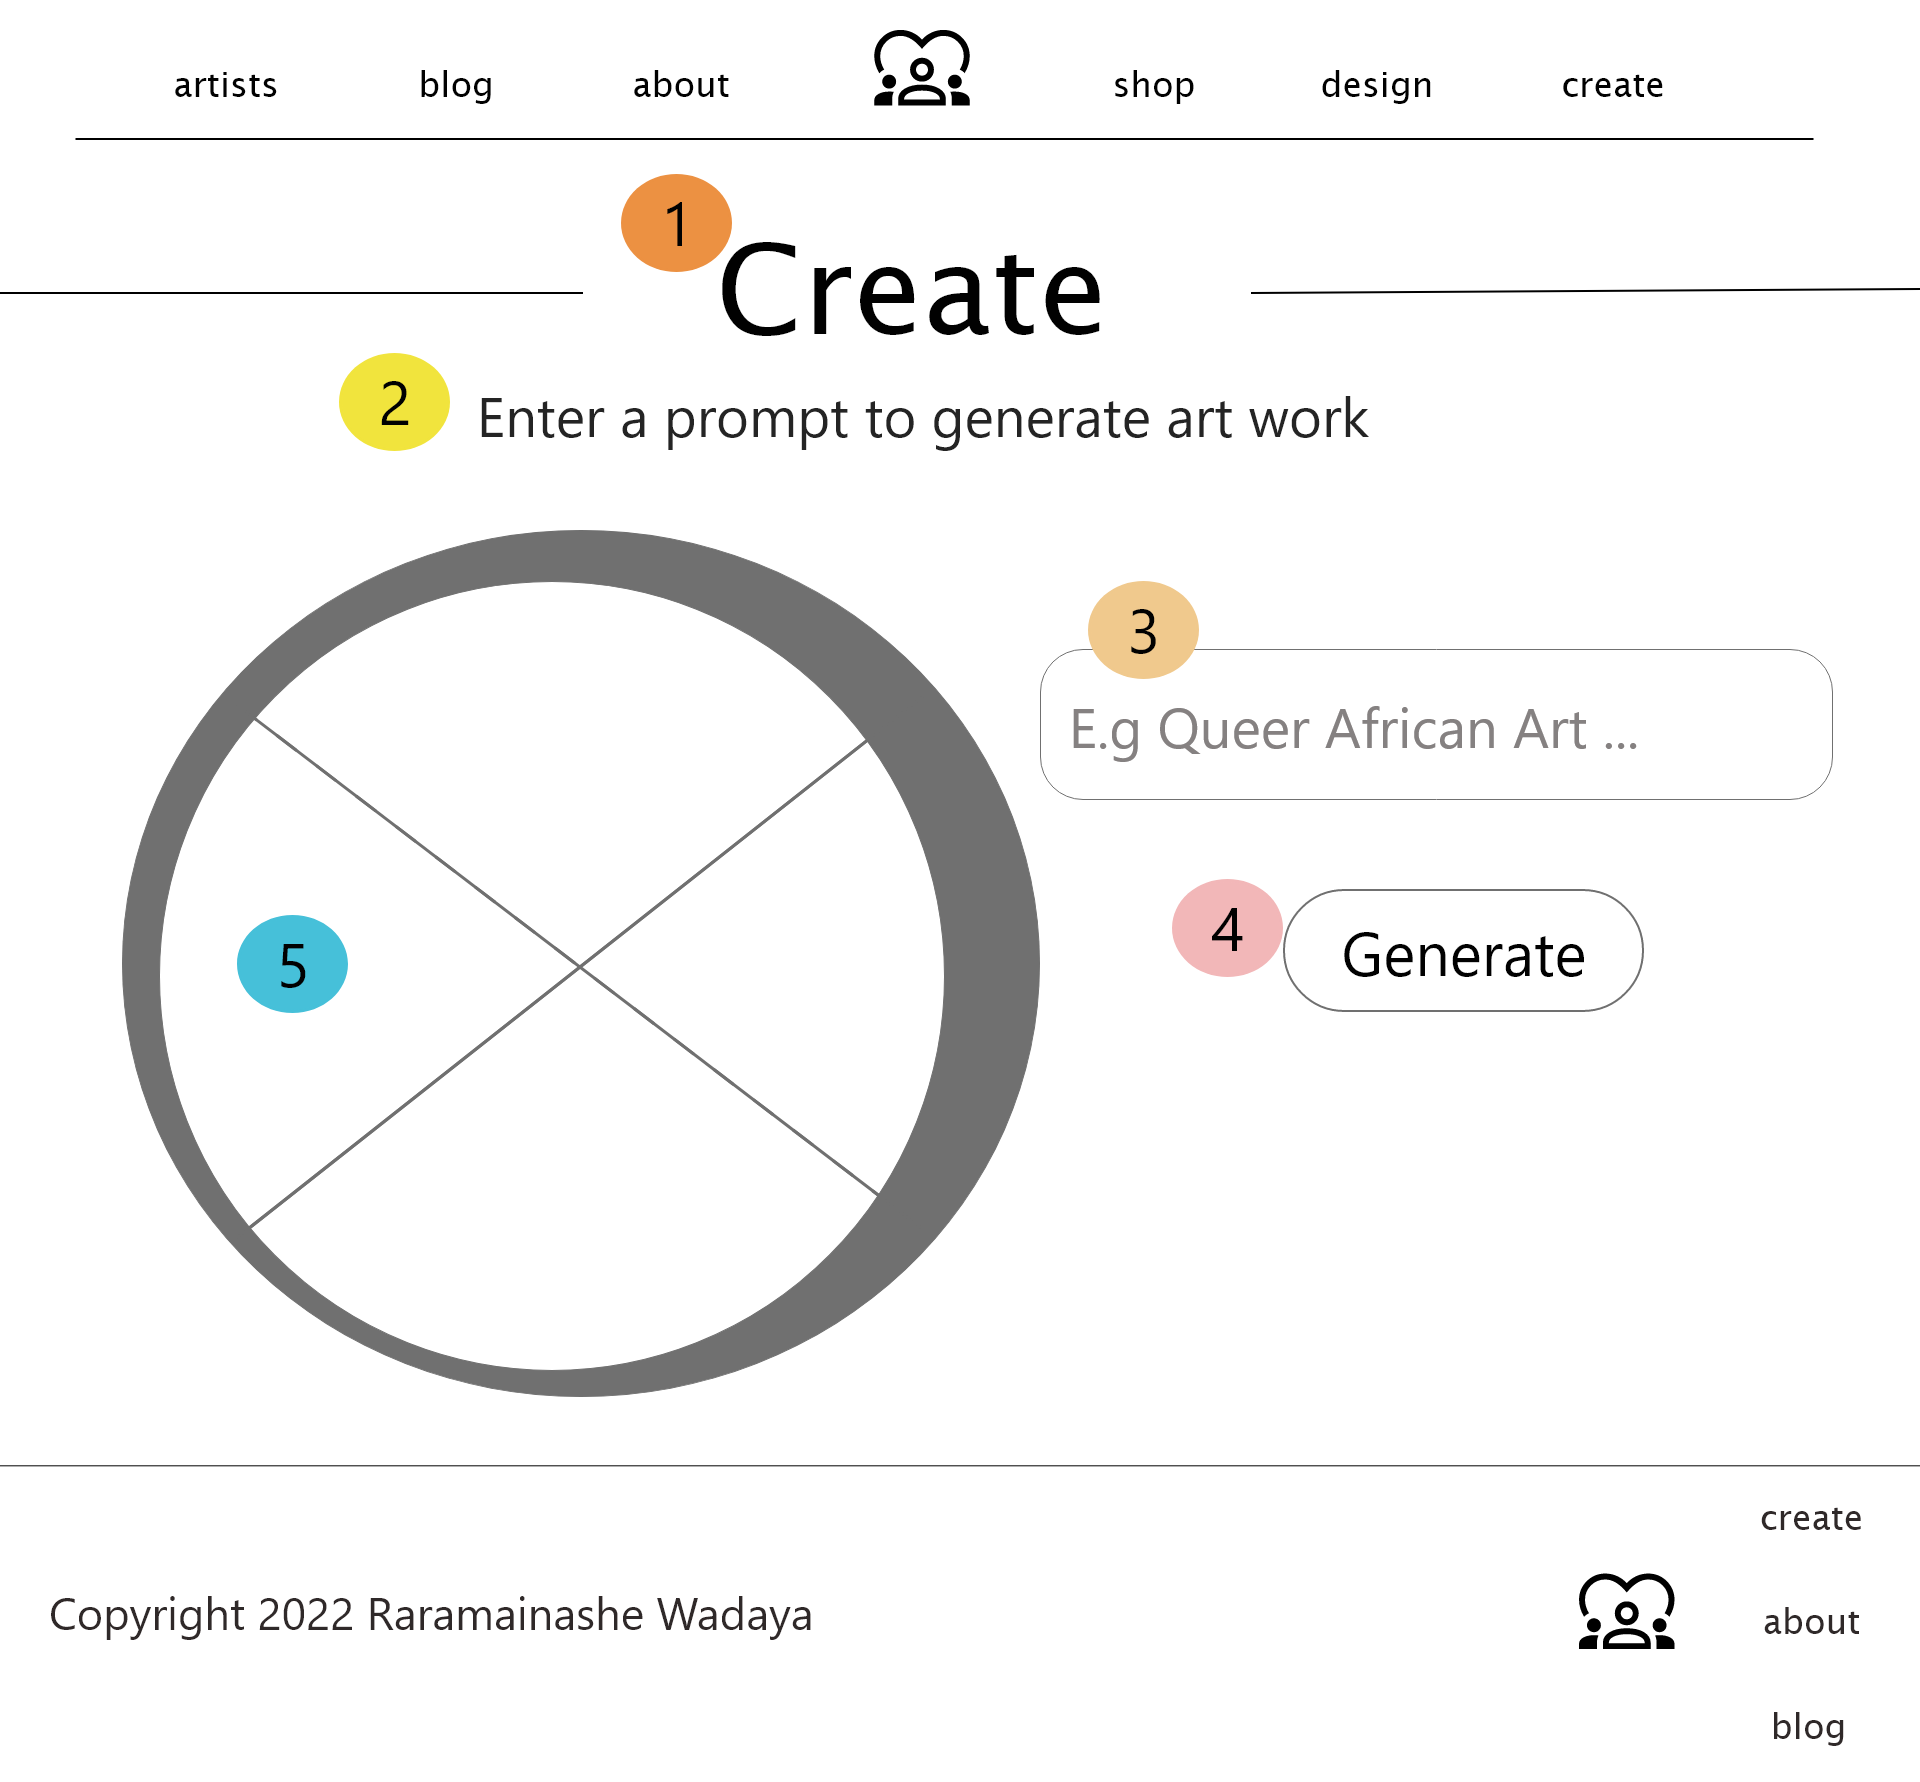 artists blog about shop design create
1
Create
2
Enter a prompt to generate art work
3
E.g Queer African Art ...
4
Generate
5
create
Copyright 2022 Raramainashe Wadaya
about
blog